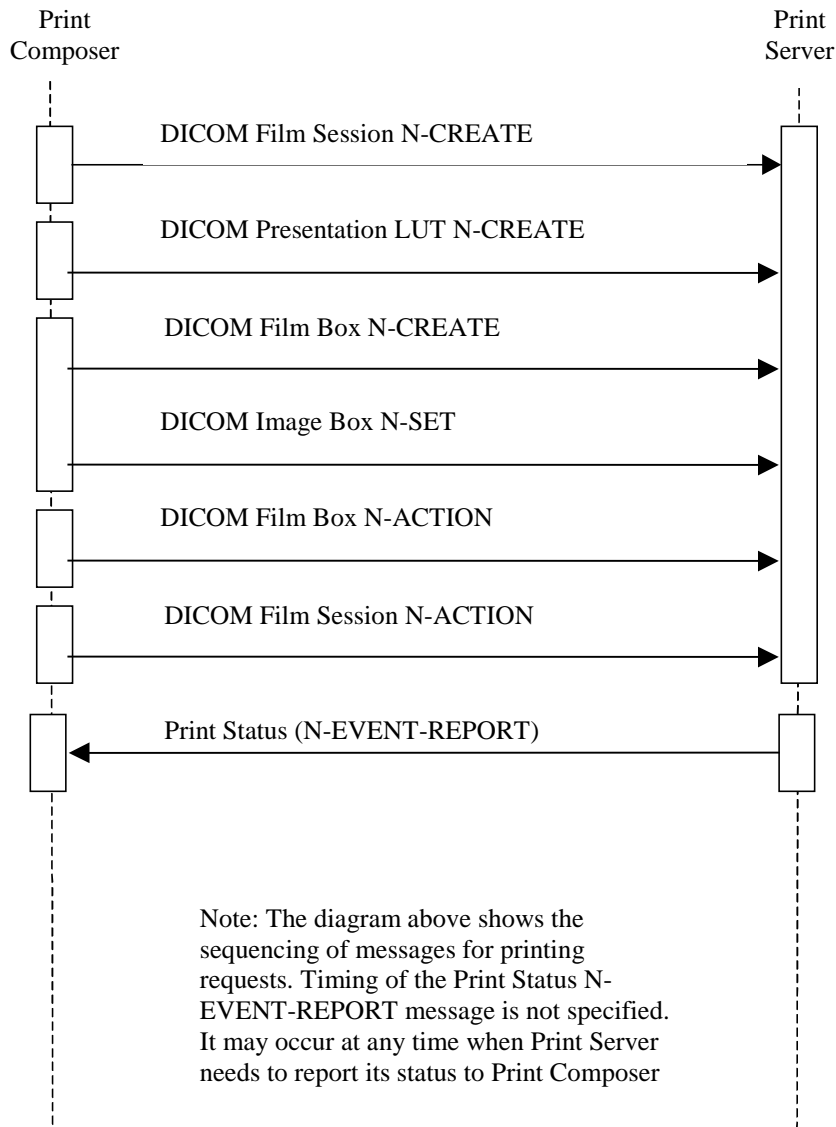 Print
Composer
Print
Server
DICOM Film Session N-CREATE
DICOM Presentation LUT N-CREATE
DICOM Film Box N-CREATE
DICOM Image Box N-SET
DICOM Film Box N-ACTION
DICOM Film Session N-ACTION
Print Status (N-EVENT-REPORT)
Note: The diagram above shows the
sequencing of messages for printing
requests. Timing of the Print Status N-
EVENT-REPORT message is not specified.
It may occur at any time when Print Server
needs to report its status to Print Composer